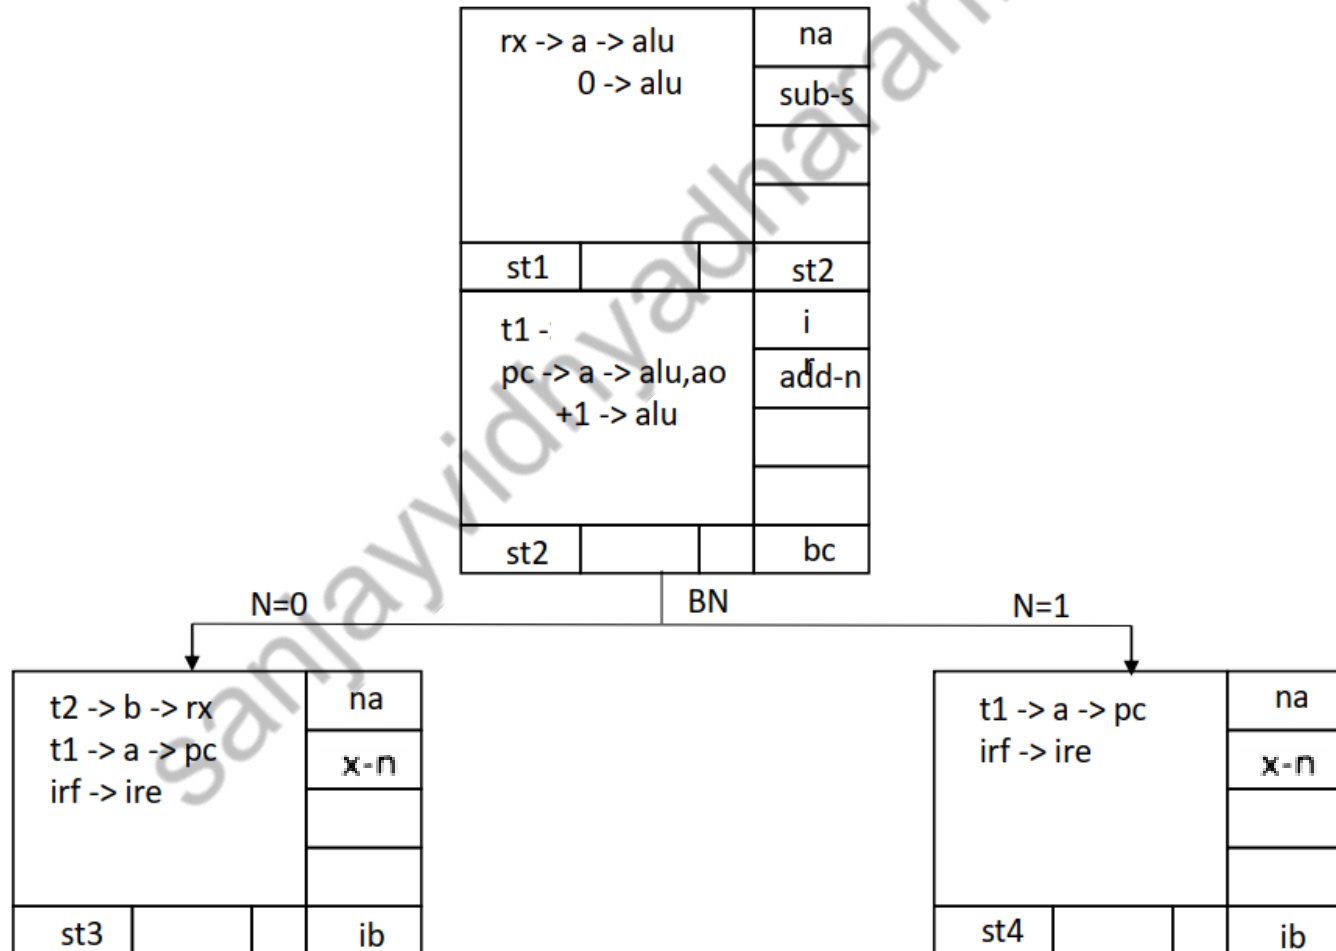 rx -> a -> alu
0 -> alu
na
sub-s
st1
st2
t1 -
pc -> a -> alu,ao
+1 -> alu
i
r
add-n
st2
bc
N=0
BN
N=1
t2 -> b -> rx
t1 -> a -> pc
irf -> ire
na
x-n
st3
ib
t1 -> a -> pc
irf -> ire
na
x-n
st4
ib
sanjayvidhyadharan